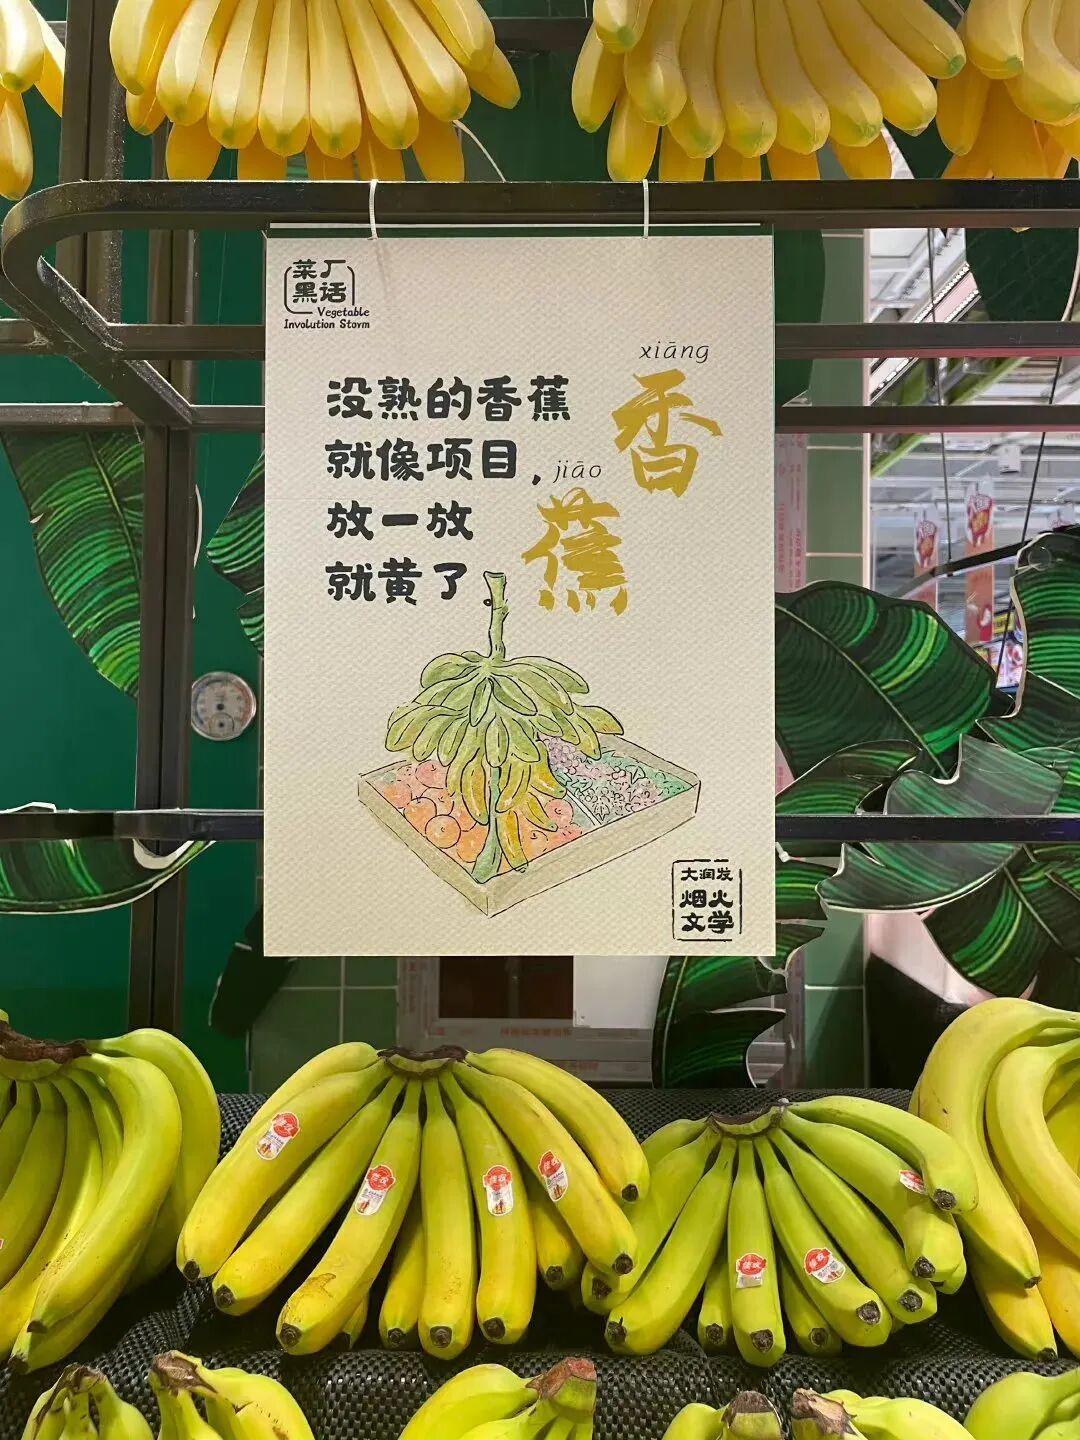 菜厂
黑话
Vegetable
Involution Storm
xiāng
香
jiāo
蕉
没熟的香蕉
就像项目，
放一放
就黄了。
大润发
烟火
文学